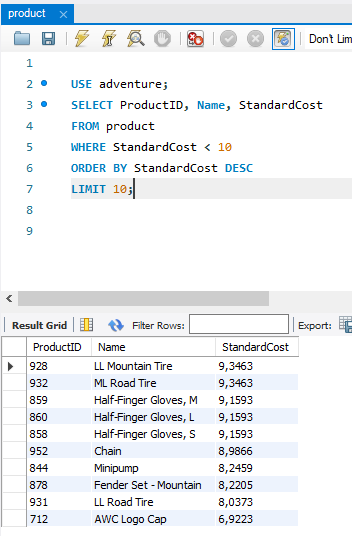 product ×
Don't Lim
1
2 USE adventure;
3 SELECT ProductID, Name, StandardCost
4 FROM product
5 WHERE StandardCost < 10
6 ORDER BY StandardCost DESC
7 LIMIT 10;
8
9
Result Grid Filter Rows: Export:
ProductID Name StandardCost
928 LL Mountain Tire 9,3463
932 ML Road Tire 9,3463
859 Half-Finger Gloves, M 9,1593
860 Half-Finger Gloves, L 9,1593
858 Half-Finger Gloves, S 9,1593
952 Chain 8,9866
844 Minipump 8,2459
878 Fender Set - Mountain 8,2205
931 LL Road Tire 8,0373
712 AWC Logo Cap 6,9223